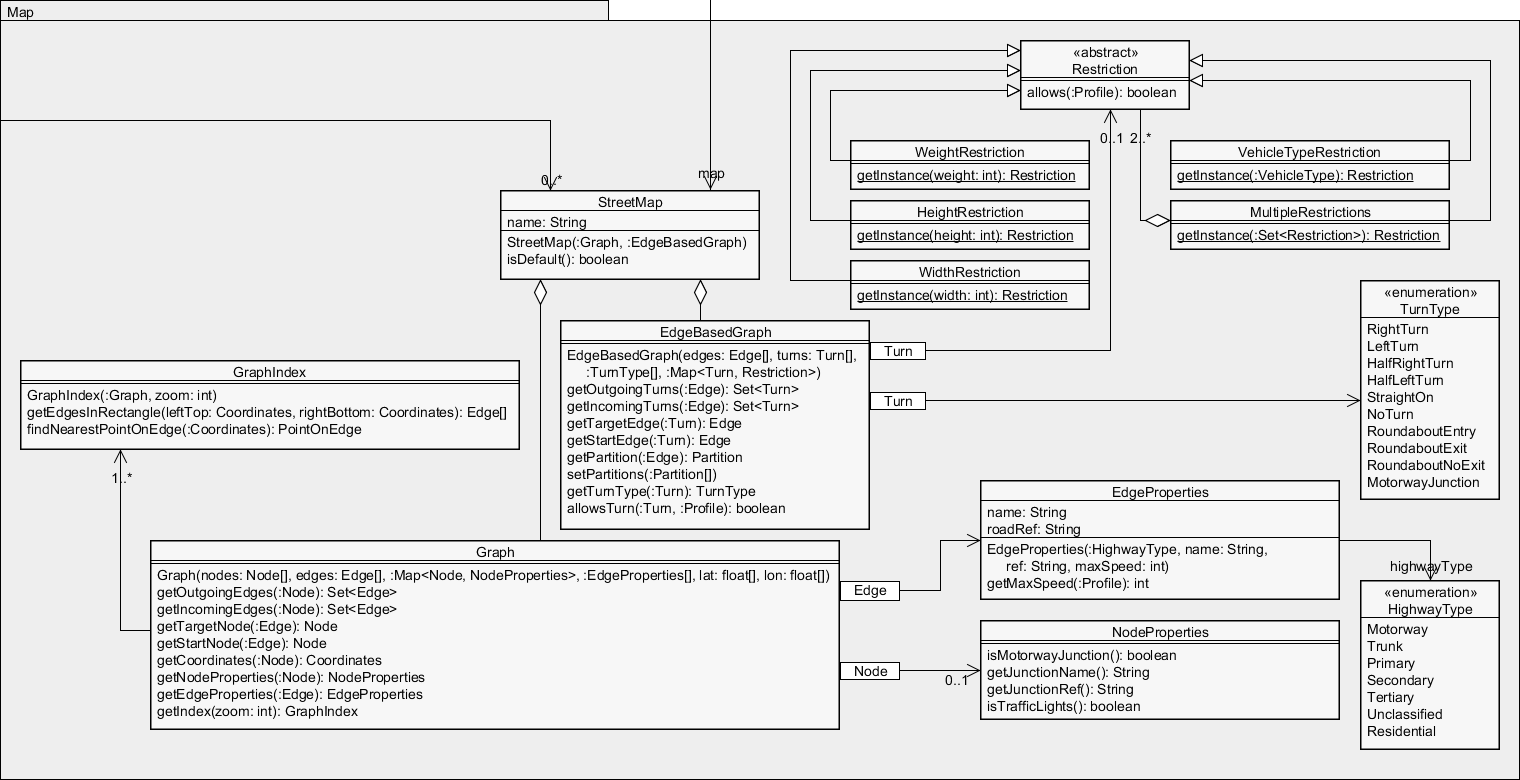 Map
«abstract»
Restriction
allows(:Profile): boolean
0..1
2..*
WeightRestriction
getInstance(weight: int): Restriction
VehicleTypeRestriction
getInstance(:VehicleType): Restriction
HeightRestriction
getInstance(height: int): Restriction
MultipleRestrictions
getInstance(:Set<Restriction>): Restriction
WidthRestriction
getInstance(width: int): Restriction
0..*
map
StreetMap
name: String
StreetMap(:Graph, :EdgeBasedGraph)
isDefault(): boolean
EdgeBasedGraph
EdgeBasedGraph(edges: Edge[], turns: Turn[],
:TurnType[], :Map<Turn, Restriction>)
getOutgoingTurns(:Edge): Set<Turn>
getIncomingTurns(:Edge): Set<Turn>
getTargetEdge(:Turn): Edge
getStartEdge(:Turn): Edge
getPartition(:Edge): Partition
setPartitions(:Partition[])
getTurnType(:Turn): TurnType
allowsTurn(:Turn, :Profile): boolean
Turn
Turn
«enumeration»
TurnType
RightTurn
LeftTurn
HalfRightTurn
HalfLeftTurn
StraightOn
NoTurn
RoundaboutEntry
RoundaboutExit
RoundaboutNoExit
MotorwayJunction
GraphIndex
GraphIndex(:Graph, zoom: int)
getEdgesInRectangle(leftTop: Coordinates, rightBottom: Coordinates): Edge[]
findNearestPointOnEdge(:Coordinates): PointOnEdge
1..*
Graph
Graph(nodes: Node[], edges: Edge[], :Map<Node, NodeProperties>, :EdgeProperties[], lat: float[], lon: float[])
getOutgoingEdges(:Node): Set<Edge>
getIncomingEdges(:Node): Set<Edge>
getTargetNode(:Edge): Node
getStartNode(:Edge): Node
getCoordinates(:Node): Coordinates
getNodeProperties(:Node): NodeProperties
getEdgeProperties(:Edge): EdgeProperties
getIndex(zoom: int): GraphIndex
Edge
Node
0..1
EdgeProperties
name: String
roadRef: String
EdgeProperties(:HighwayType, name: String,
ref: String, maxSpeed: int)
getMaxSpeed(:Profile): int
NodeProperties
isMotorwayJunction(): boolean
getJunctionName(): String
getJunctionRef(): String
isTrafficLights(): boolean
highwayType
«enumeration»
HighwayType
Motorway
Trunk
Primary
Secondary
Tertiary
Unclassified
Residential